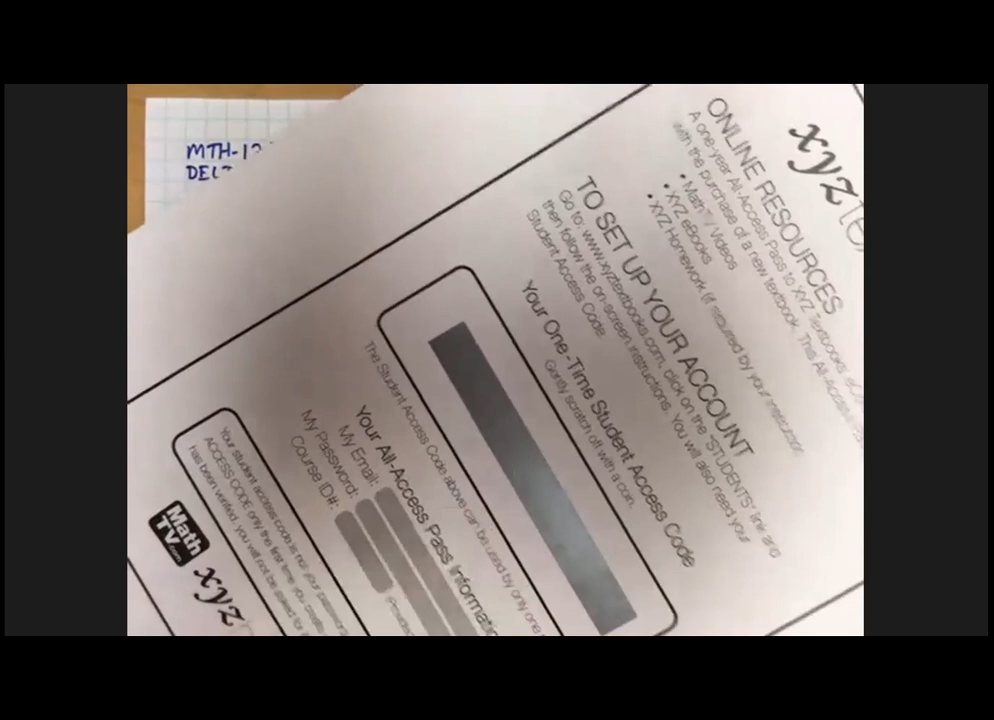 MTH-12
DEL
xyz
ONLINE RESOURCES
A one-year All-Access Pass to XYZ Textbooks
with the purchase of a new textbook. This All-Access
• MathTV Videos
• XYZ eBooks
• XYZ Homework (if required by your instructor
TO SET UP YOUR ACCOUNT
Go to: www.xyztextbooks.com, click on the "STUDENTS" link and
then follow the on-screen instructions. You will also need your
Student Access Code.
Your One-Time Student Access Code
Gently scratch off with a coin.
The Student Access Code above can be used by only one
Your All-Access Pass Informatio
My Email:
My Password:
Course ID#:
(Provided
Your student access code is not your password.
ACCESS CODE only the first time you create
has been verified, you will not be asked for
Math
TV.com
xyz